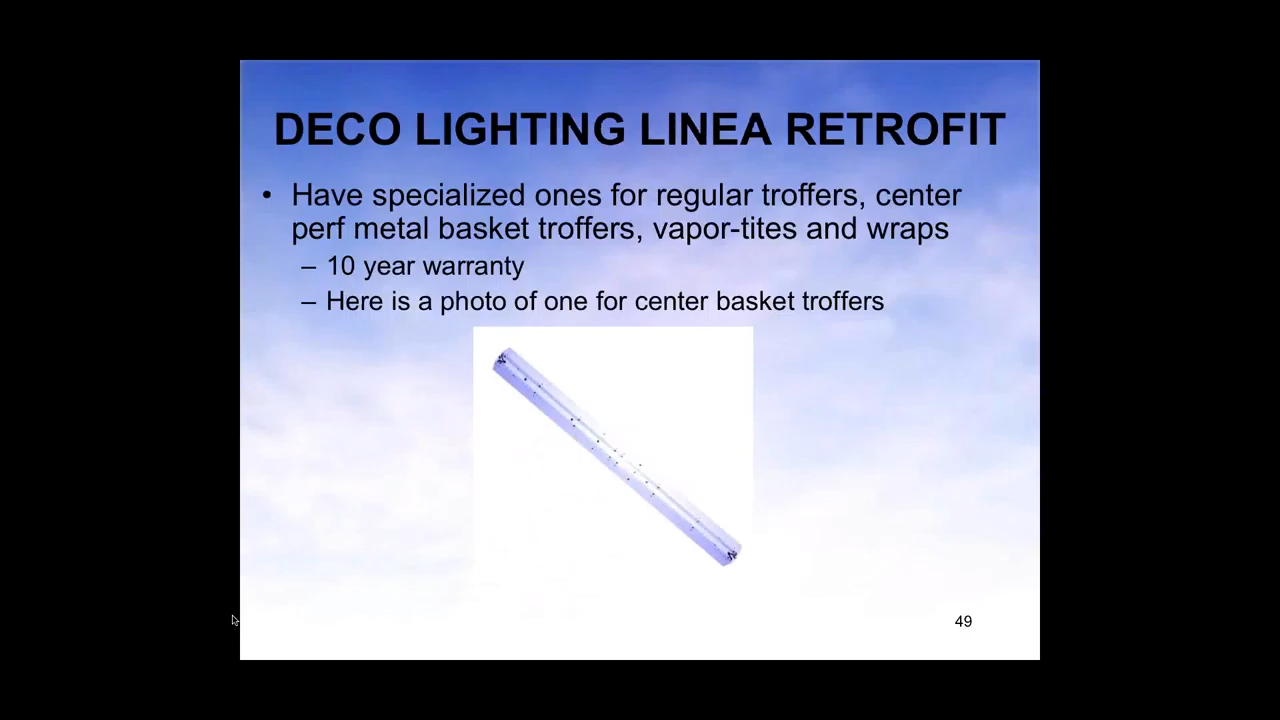 DECO LIGHTING LINEA RETROFIT
• Have specialized ones for regular troffers, center
perf metal basket troffers, vapor-tites and wraps
– 10 year warranty
– Here is a photo of one for center basket troffers
49